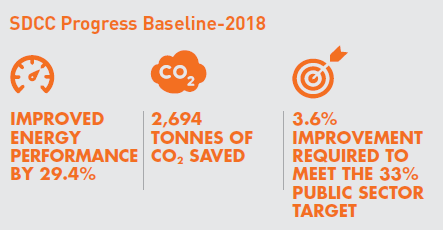 SDCC Progress Baseline-2018
CO2
IMPROVED
ENERGY
PERFORMANCE
BY 29.4%
2,694
TONNES OF
CO2 SAVED
3.6%
IMPROVEMENT
REQUIRED TO
MEET THE 33%
PUBLIC SECTOR
TARGET